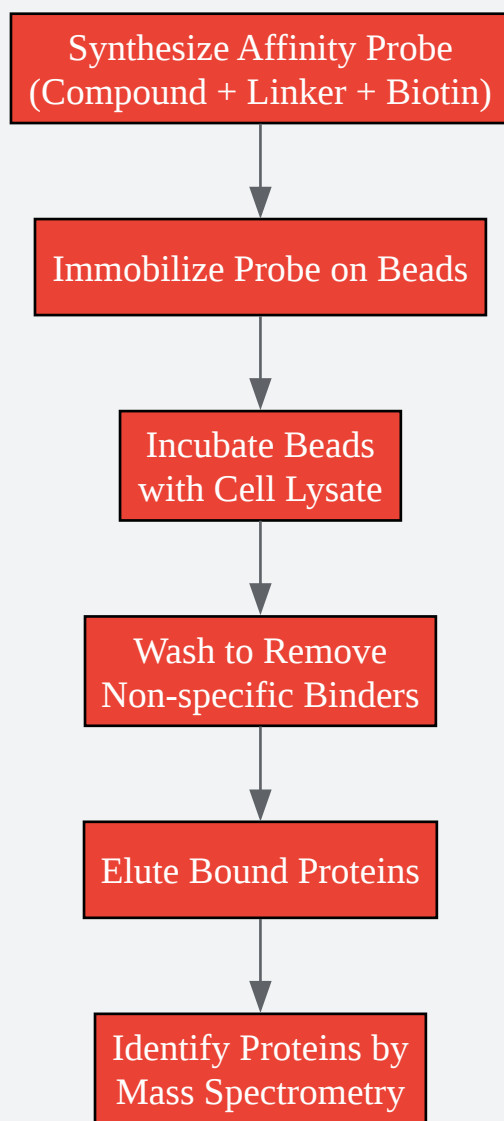 Synthesize Affinity Probe
(Compound + Linker + Biotin)
Immobilize Probe on Beads
Incubate Beads
with Cell Lysate
Wash to Remove
Non-specific Binders
Elute Bound Proteins
Identify Proteins by
Mass Spectrometry